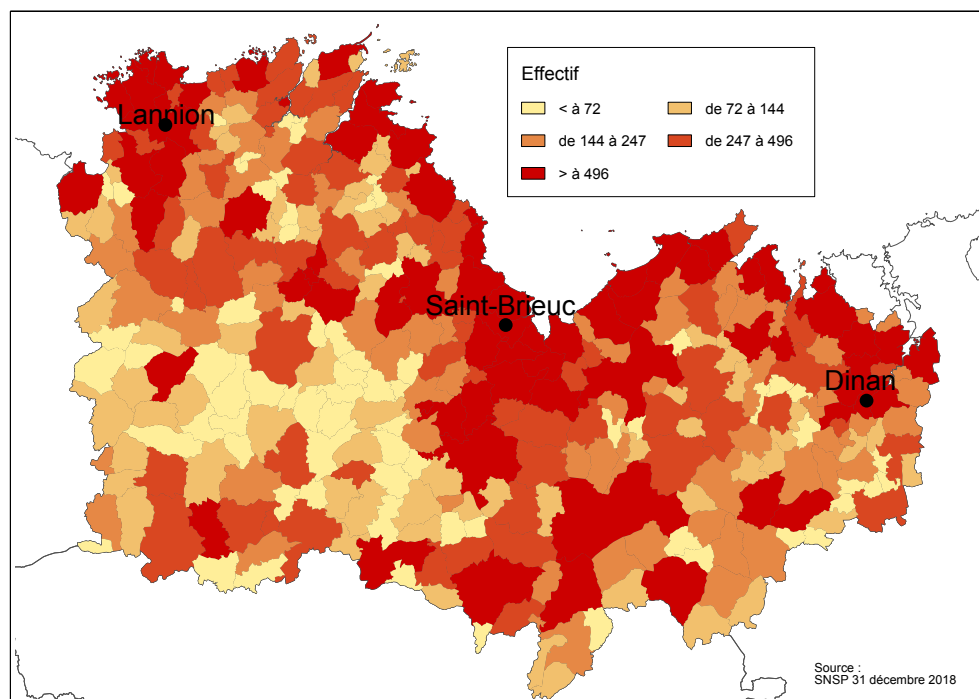 Effectif
< à 72
de 72 à 144
de 144 à 247
de 247 à 496
> à 496
Lannion
Saint-Brieuc
Dinan
Source :
SNSP 31 décembre 2018